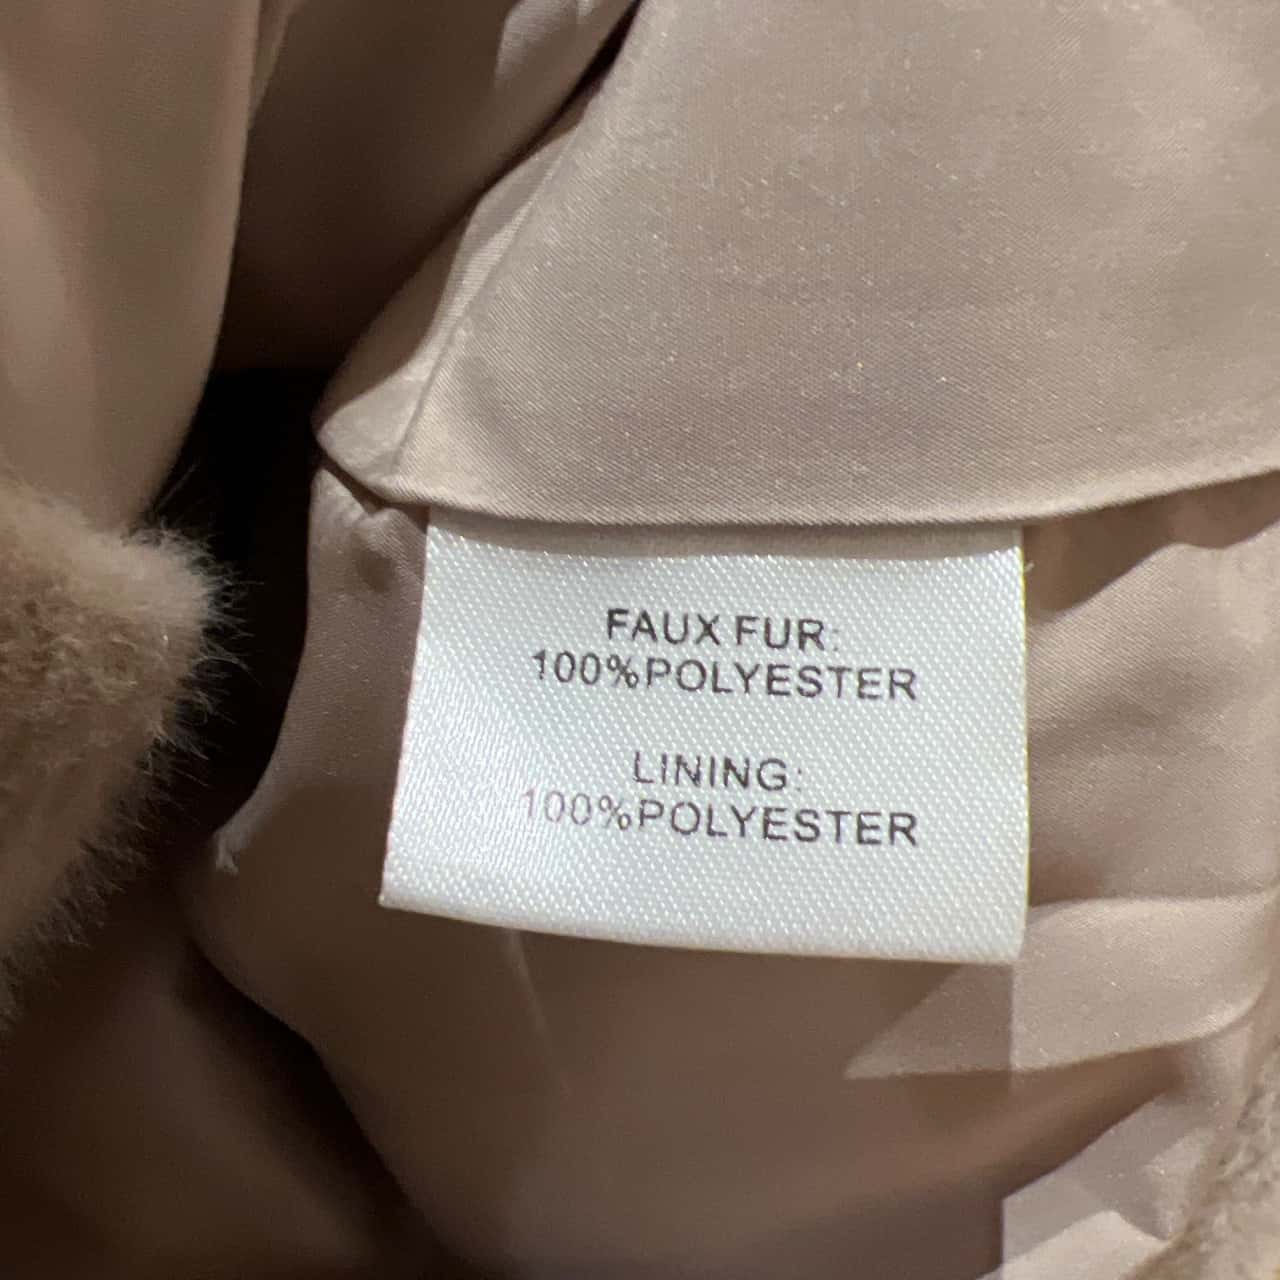 FAUX FUR:
100%POLYESTER
LINING:
100%POLYESTER